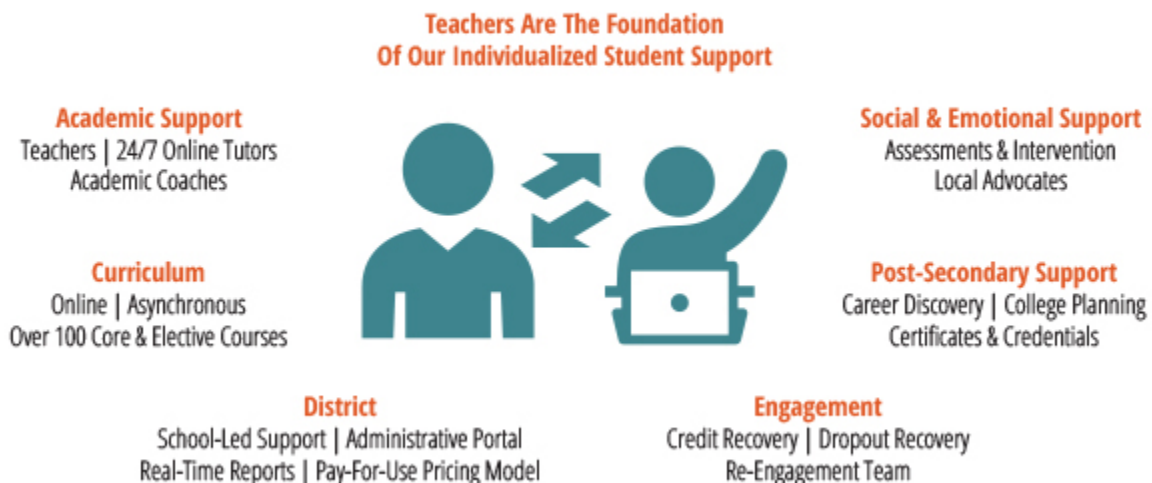 Teachers Are The Foundation
Of Our Individualized Student Support
Academic Support
Teachers | 24/7 Online Tutors
Academic Coaches
Social & Emotional Support
Assessments & Intervention
Local Advocates
Curriculum
Online | Asynchronous
Over 100 Core & Elective Courses
Post-Secondary Support
Career Discovery | College Planning
Certificates & Credentials
District
School-Led Support | Administrative Portal
Real-Time Reports | Pay-For-Use Pricing Model
Engagement
Credit Recovery | Dropout Recovery
Re-Engagement Team